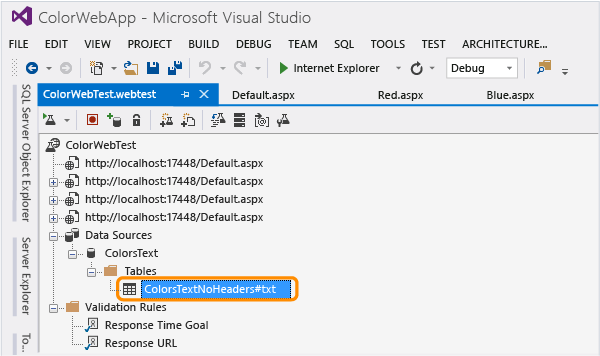 ColorWebApp - Microsoft Visual Studio
FILE EDIT VIEW PROJECT BUILD DEBUG TEAM SQL TOOLS TEST ARCHITECTURE...
Internet Explorer Debug
ColorWebTest.webtest Default.aspx Red.aspx Blue.aspx
SQL Server Object Explorer
Server Explorer
To...
ColorWebTest
http://localhost:17448/Default.aspx
http://localhost:17448/Default.aspx
http://localhost:17448/Default.aspx
http://localhost:17448/Default.aspx
Data Sources
ColorsText
Tables
ColorsTextNoHeaders#txt
Validation Rules
Response Time Goal
Response URL